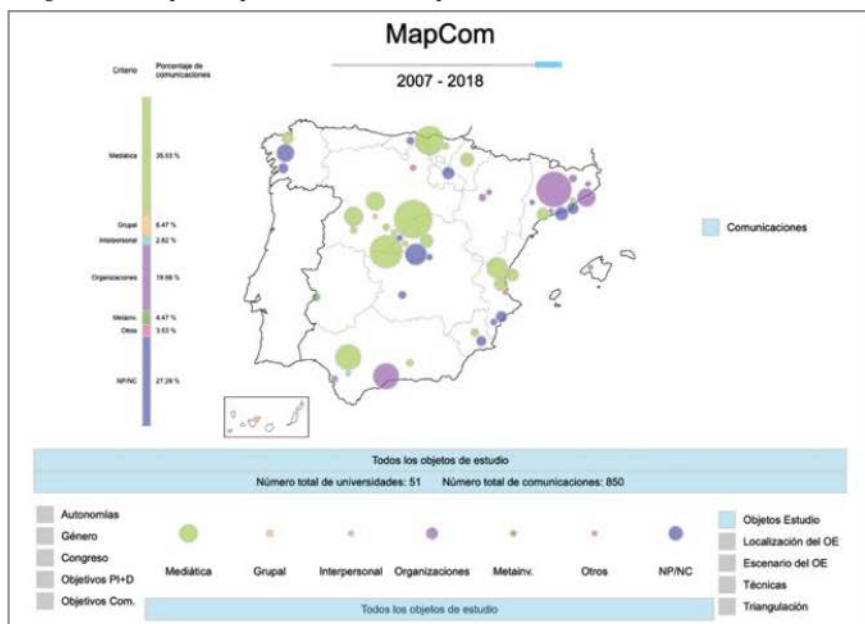 MapCom
2007 - 2018
Criterio
Porcentaje de
comunicaciones
Mediática 35.53 %
Grupal 6.47 %
Interpersonal 2.82 %
Organizaciones
Metainv. 4.47 %
Otros 3.53 %
NP/NC 27.29 %
Comunicaciones
Todos los objetos de estudio
Número total de universidades: 51 Número total de comunicaciones: 850
Autonomías
Género
Congreso
Objetivos PI+D
Objetivos Com.
Mediática Grupal Interpersonal Organizaciones Metainv. Otros NP/NC
Todos los objetos de estudio
Objetos Estudio
Localización del OE
Escenario del OE
Técnicas
Triangulación